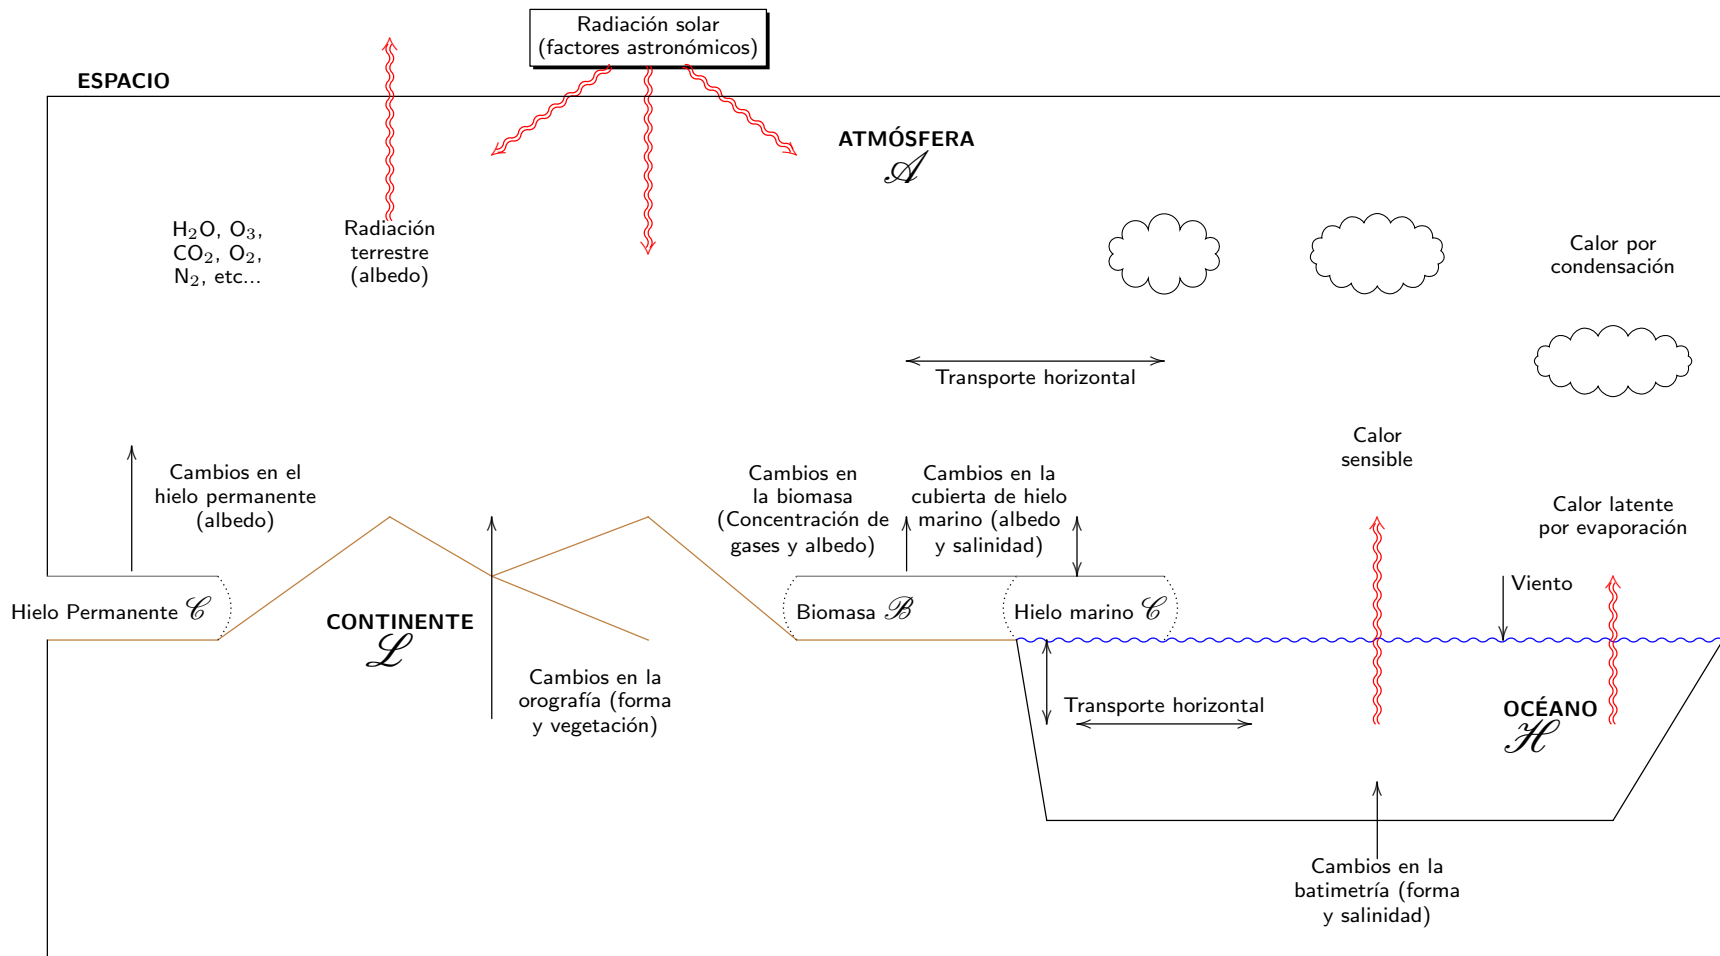 Radiación solar
(factores astronómicos)
ESPACIO
ATMÓSFERA
𝒜
H₂O, O₃,
CO₂, O₂,
N₂, etc...
Radiación
terrestre
(albedo)
Calor por
condensación
Transporte horizontal
Calor
sensible
Cambios en el
hielo permanente
(albedo)
Cambios en
la biomasa
(Concentración de
gases y albedo)
Cambios en la
cubierta de hielo
marino (albedo
y salinidad)
Calor latente
por evaporación
Viento
Hielo Permanente 𝒞
CONTINENTE
ℒ
Biomasa ℬ
Hielo marino 𝒞
Cambios en la
orografía (forma
y vegetación)
Transporte horizontal
OCÉANO
ℋ
Cambios en la
batimetría (forma
y salinidad)